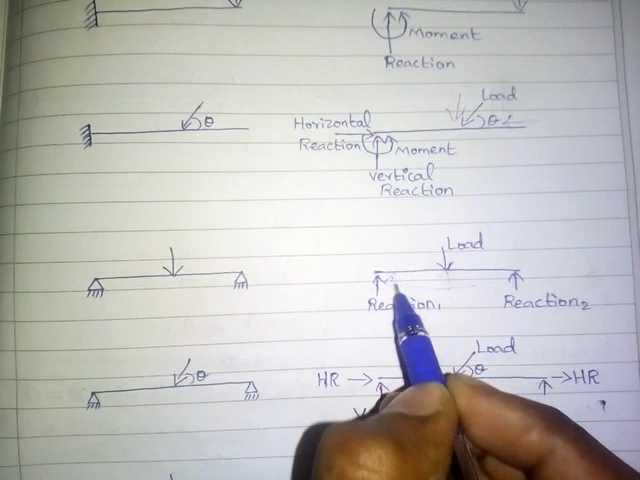 Moment
Reaction
θ
Load
Horizontal
θ
Reaction
Moment
Vertical
Reaction
Load
Reaction₂
θ
Load
θ
HR
HR